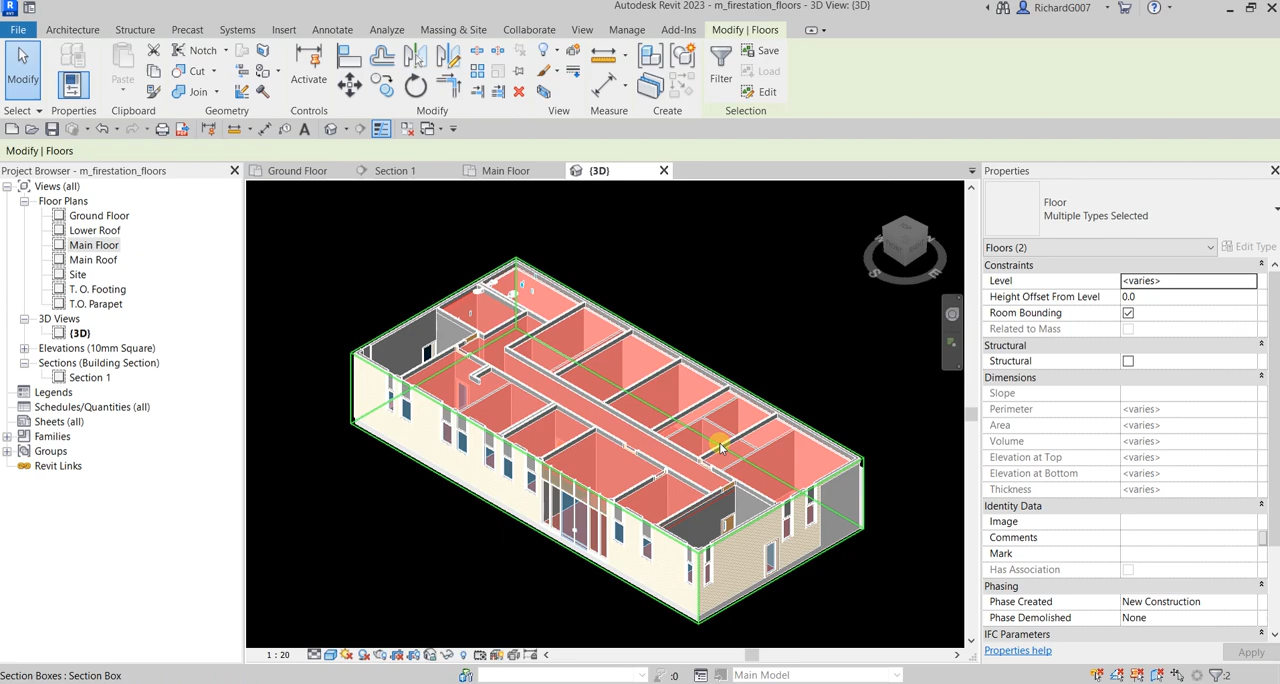 Autodesk Revit 2023 - m_firestation_floors - 3D View: {3D}
RichardG007
File Architecture Structure Precast Systems Insert Annotate Analyze Massing & Site Collaborate View Manage Add-Ins Modify | Floors
Notch Save
Cut Load
Modify Paste Join Activate Filter Edit
Select Properties Clipboard Geometry Controls Modify View Measure Create Selection
Modify | Floors
Project Browser - m_firestation_floors
Ground Floor Section 1 Main Floor {3D}
Properties
Views (all)
Floor Plans
Ground Floor
Lower Roof
Main Floor
Main Roof
Site
T. O. Footing
T.O. Parapet
3D Views
{3D}
Elevations (10mm Square)
Sections (Building Section)
Section 1
Legends
Schedules/Quantities (all)
Sheets (all)
Families
Groups
Revit Links
Floor
Multiple Types Selected
Floors (2) Edit Type
Constraints
Level <varies>
Height Offset From Level 0.0
Room Bounding
Related to Mass
Structural
Structural
Dimensions
Slope
Perimeter <varies>
Area <varies>
Volume <varies>
Elevation at Top <varies>
Elevation at Bottom <varies>
Thickness <varies>
Identity Data
Image
Comments
Mark
Has Association
Phasing
Phase Created New Construction
Phase Demolished None
IFC Parameters
Properties help Apply
1 : 20
Section Boxes : Section Box
:0 Main Model :2